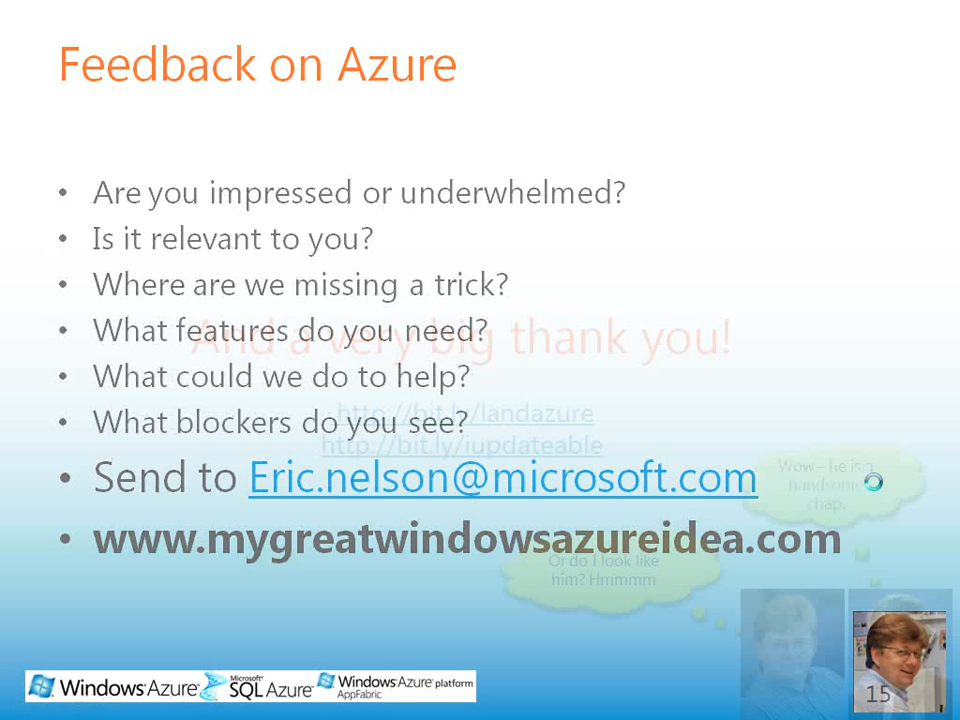 Feedback on Azure
• Are you impressed or underwhelmed?
• Is it relevant to you?
• Where are we missing a trick?
• What features do you need?
And a very big thank you!
• What could we do to help?
http://bit.ly/landazure
• What blockers do you see?
http://bit.ly/iupdateable
• Send to Eric.nelson@microsoft.com
Wow – he is a
handsome
chap.
• www.mygreatwindowsazureidea.com
Or do I look like
him? Hmmmm
Windows Azure
Microsoft
SQL Azure
Windows Azure platform
AppFabric
15